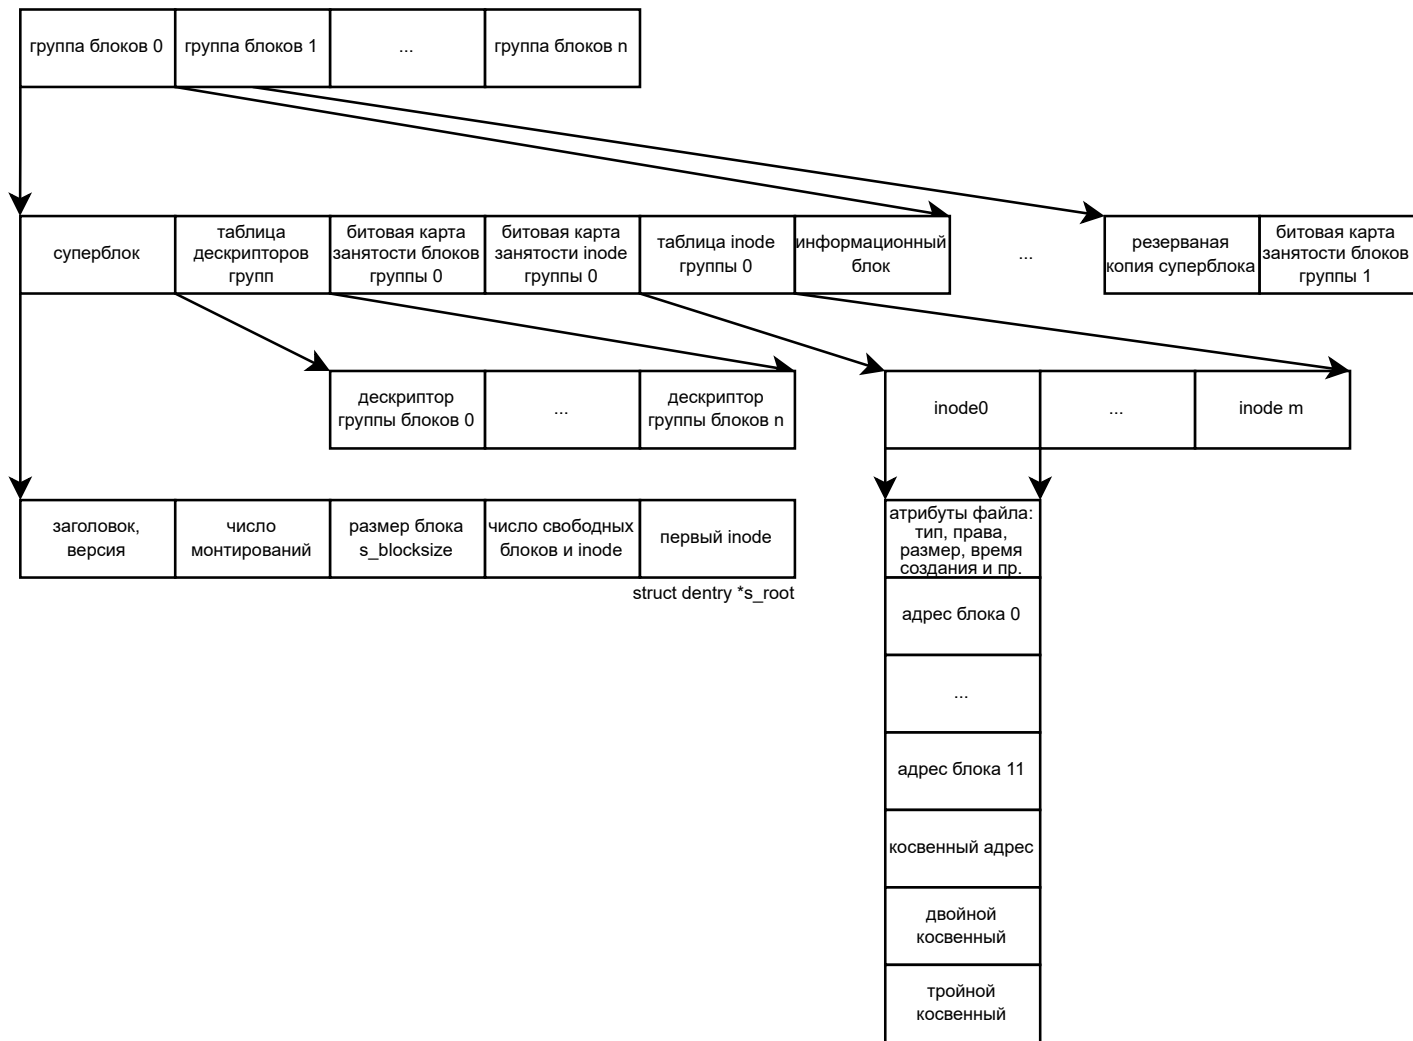 группа блоков 0
группа блоков 1
...
группа блоков n
суперблок
таблица
дескрипторов
групп
битовая карта
занятости блоков
группы 0
битовая карта
занятости inode
группы 0
таблица inode
группы 0
информационный
блок
...
резерваная
копия суперблока
битовая карта
занятости блоков
группы 1
дескриптор
группы блоков 0
...
дескриптор
группы блоков n
inode0
...
inode m
заголовок,
версия
число
монтирований
размер блока
s_blocksize
число свободных
блоков и inode
первый inode
struct dentry *s_root
атрибуты файла:
тип, права,
размер, время
создания и пр.
адрес блока 0
...
адрес блока 11
косвенный адрес
двойной
косвенный
тройной
косвенный